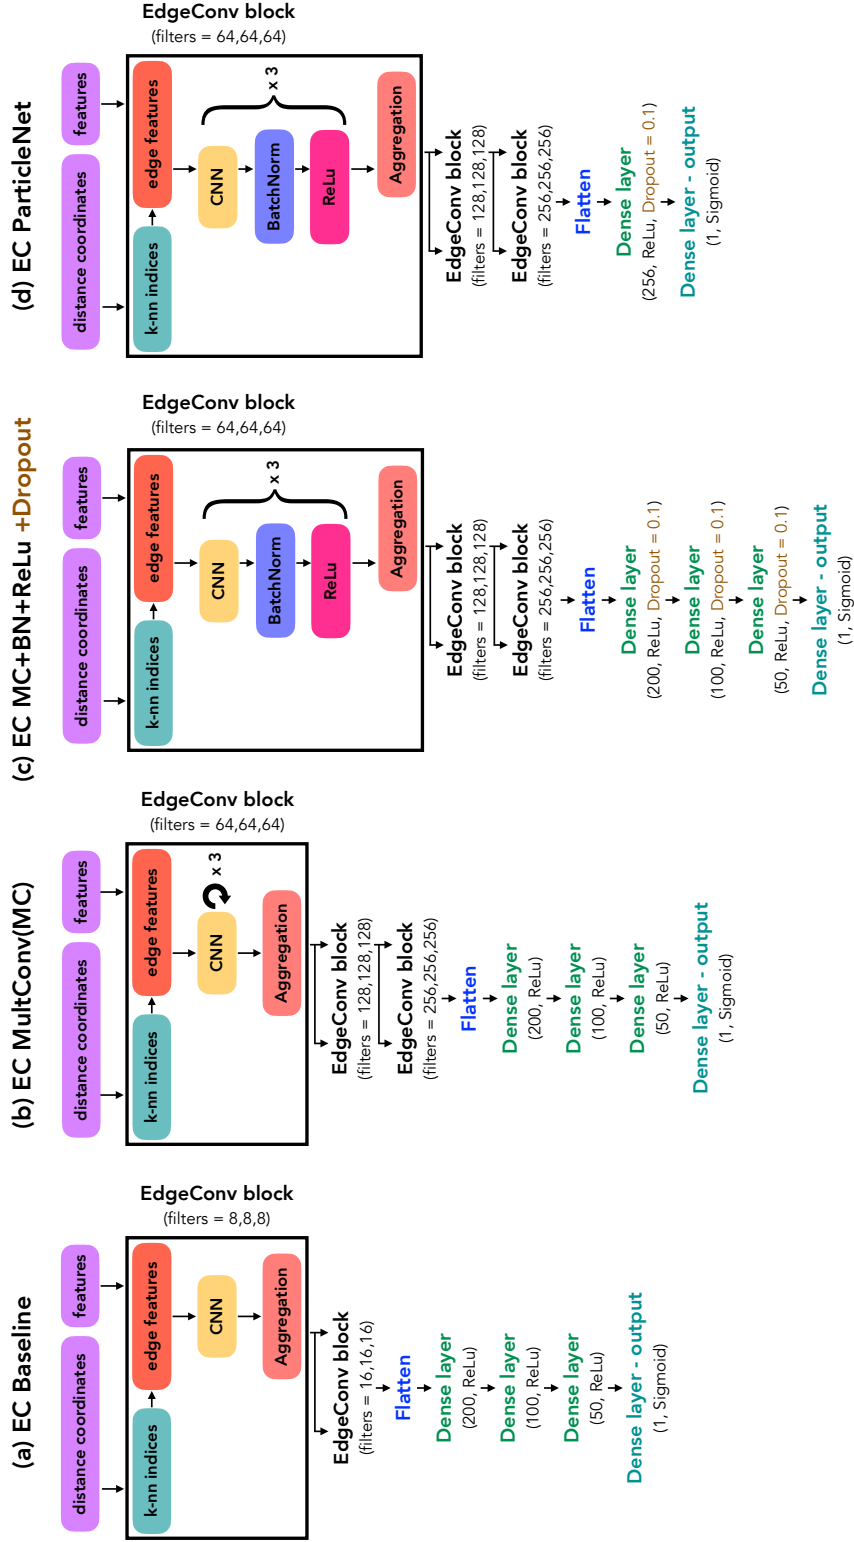 (a) EC Baseline
distance coordinates
features
EdgeConv block
(filters = 8,8,8)
k-nn indices
edge features
CNN
Aggregation
EdgeConv block
(filters = 16,16,16)
Flatten
Dense layer
(200, ReLu)
Dense layer
(100, ReLu)
Dense layer
(50, ReLu)
Dense layer - output
(1, Sigmoid)
(b) EC MultConv(MC)
distance coordinates
features
EdgeConv block
(filters = 64,64,64)
k-nn indices
edge features
CNN
x 3
Aggregation
EdgeConv block
(filters = 128,128,128)
EdgeConv block
(filters = 256,256,256)
Flatten
Dense layer
(200, ReLu)
Dense layer
(100, ReLu)
Dense layer
(50, ReLu)
Dense layer - output
(1, Sigmoid)
(c) EC MC+BN+ReLu +Dropout
distance coordinates
features
EdgeConv block
(filters = 64,64,64)
k-nn indices
edge features
CNN
BatchNorm
x 3
ReLu
Aggregation
EdgeConv block
(filters = 128,128,128)
EdgeConv block
(filters = 256,256,256)
Flatten
Dense layer
(200, ReLu, Dropout = 0.1)
Dense layer
(100, ReLu, Dropout = 0.1)
Dense layer
(50, ReLu, Dropout = 0.1)
Dense layer - output
(1, Sigmoid)
(d) EC ParticleNet
distance coordinates
features
EdgeConv block
(filters = 64,64,64)
k-nn indices
edge features
CNN
BatchNorm
x 3
ReLu
Aggregation
EdgeConv block
(filters = 128,128,128)
EdgeConv block
(filters = 256,256,256)
Flatten
Dense layer
(256, ReLu, Dropout = 0.1)
Dense layer - output
(1, Sigmoid)